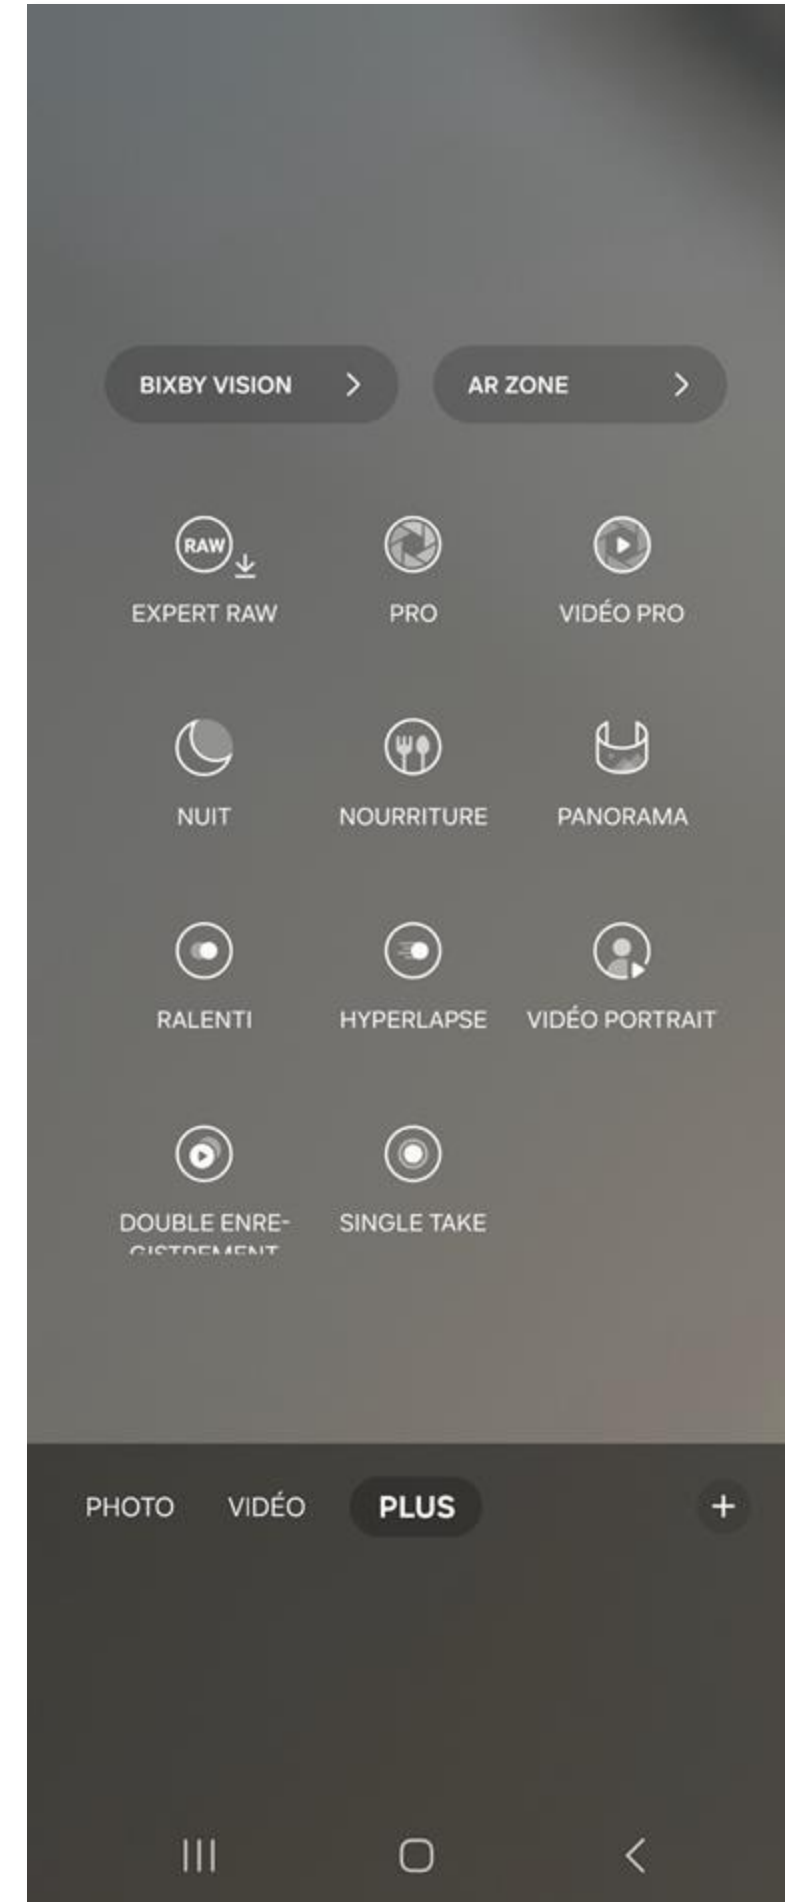 BIXBY VISION
AR ZONE
RAW
EXPERT RAW
PRO
VIDÉO PRO
NUIT
NOURRITURE
PANORAMA
RALENTI
HYPERLAPSE
VIDÉO PORTRAIT
DOUBLE ENRE-
GISTREMENT
SINGLE TAKE
PHOTO
VIDÉO
PLUS